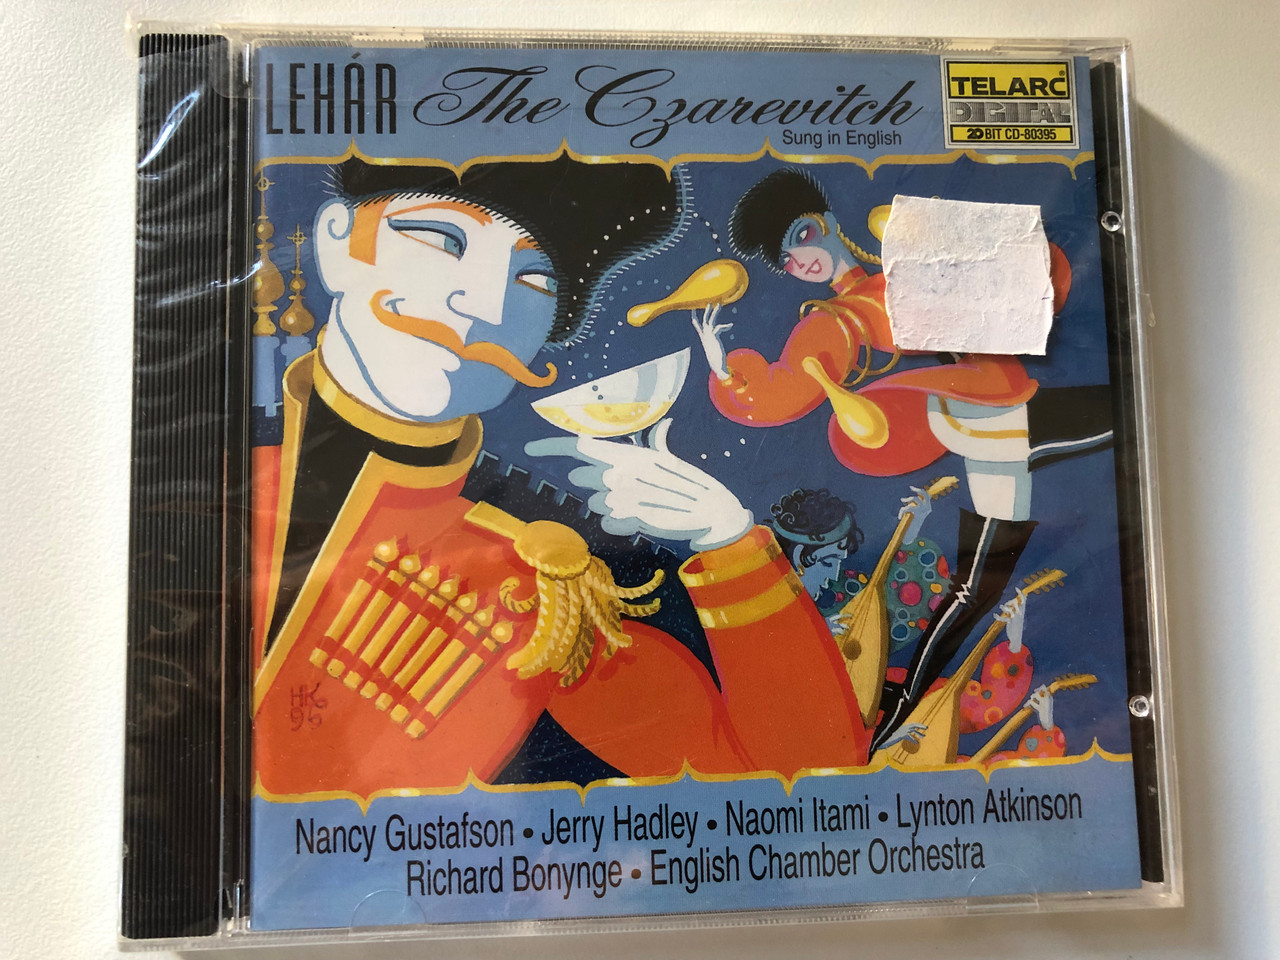 LEHÁR The Czarevitch
Sung in English
TELARC
DIGITAL
20 BIT CD-80395
HK
96
Nancy Gustafson • Jerry Hadley • Naomi Itami • Lynton Atkinson
Richard Bonynge • English Chamber Orchestra